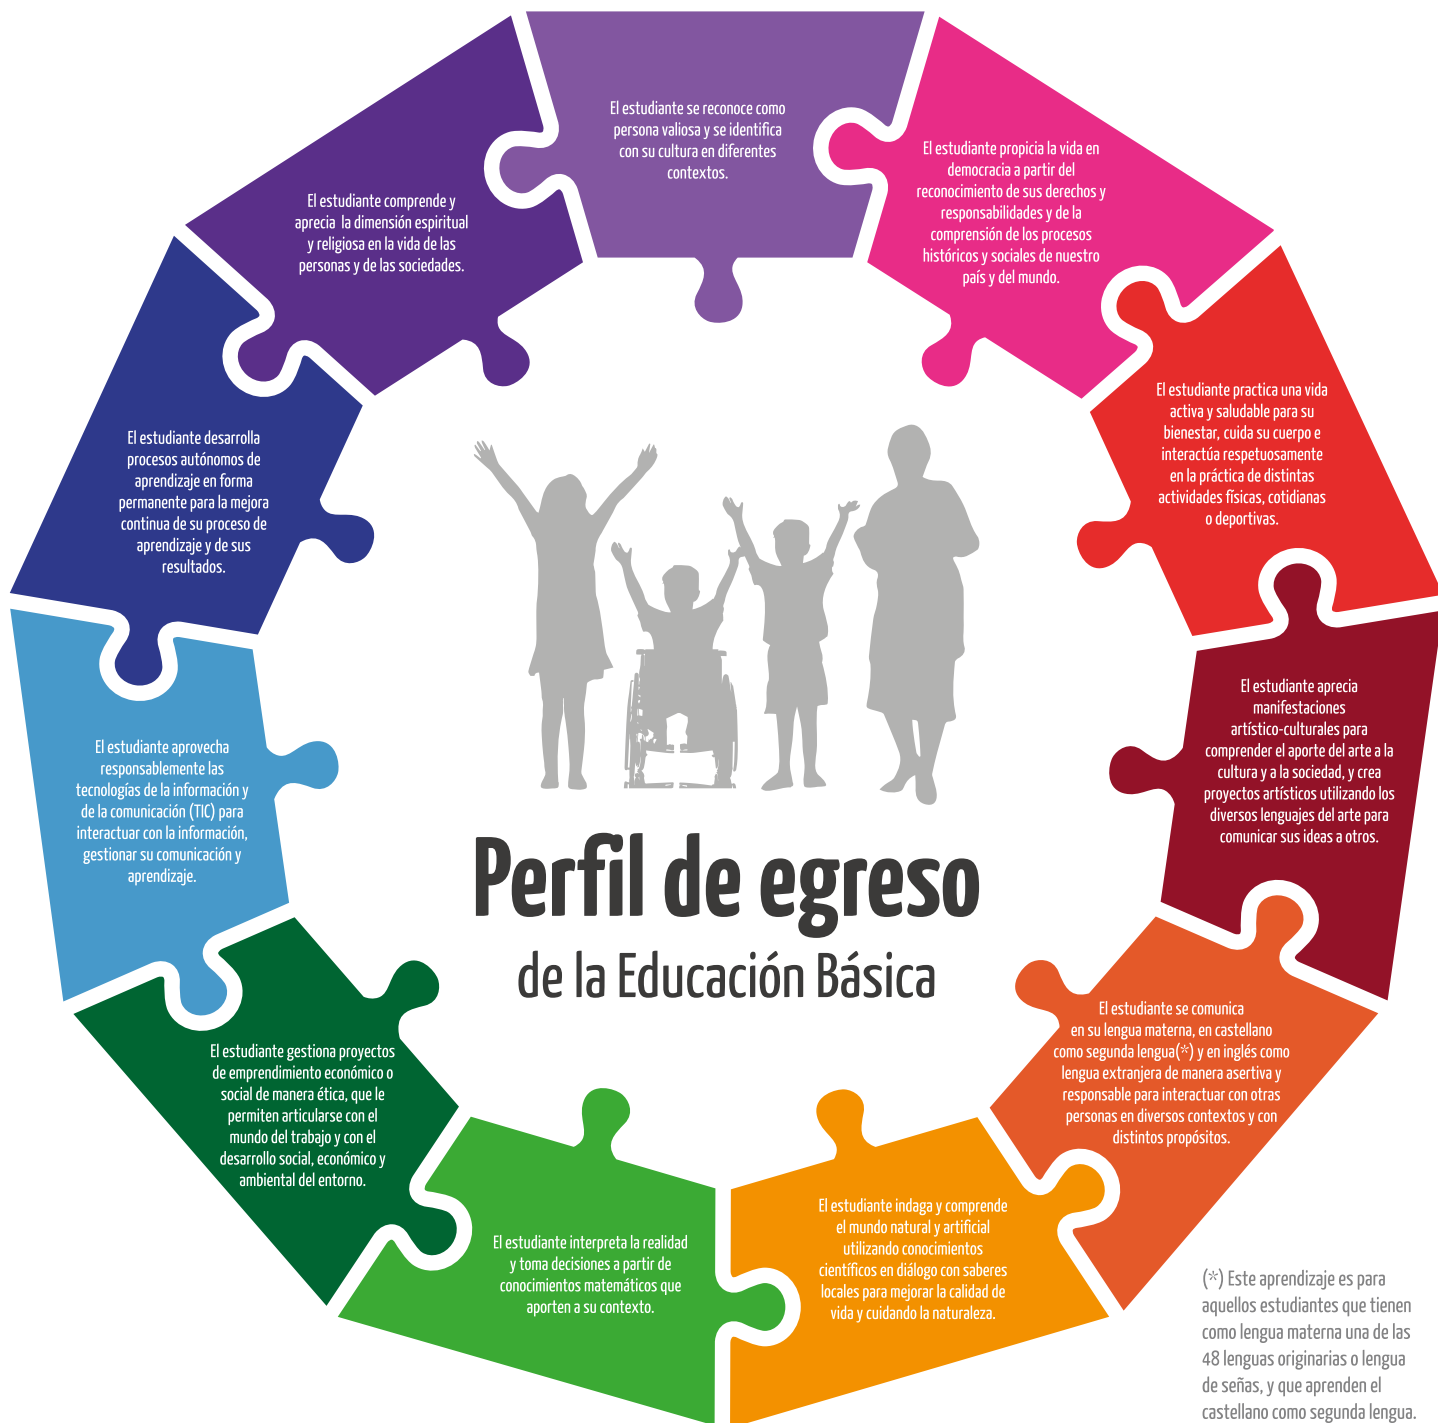 El estudiante se reconoce como
persona valiosa y se identifica
con su cultura en diferentes
contextos.
El estudiante propicia la vida en
democracia a partir del
reconocimiento de sus derechos y
responsabilidades y de la
comprensión de los procesos
históricos y sociales de nuestro
país y del mundo.
El estudiante practica una vida
activa y saludable para su
bienestar, cuida su cuerpo e
interactúa respetuosamente
en la práctica de distintas
actividades físicas, cotidianas
o deportivas.
El estudiante aprecia
manifestaciones
artístico-culturales para
comprender el aporte del arte a la
cultura y a la sociedad, y crea
proyectos artísticos utilizando los
diversos lenguajes del arte para
comunicar sus ideas a otros.
El estudiante se comunica
en su lengua materna, en castellano
como segunda lengua(*) y en inglés como
lengua extranjera de manera asertiva y
responsable para interactuar con otras
personas en diversos contextos y con
distintos propósitos.
El estudiante indaga y comprende
el mundo natural y artificial
utilizando conocimientos
científicos en diálogo con saberes
locales para mejorar la calidad de
vida y cuidando la naturaleza.
El estudiante interpreta la realidad
y toma decisiones a partir de
conocimientos matemáticos que
aporten a su contexto.
El estudiante gestiona proyectos
de emprendimiento económico o
social de manera ética, que le
permiten articularse con el
mundo del trabajo y con el
desarrollo social, económico y
ambiental del entorno.
El estudiante aprovecha
responsablemente las
tecnologías de la información y
de la comunicación (TIC) para
interactuar con la información,
gestionar su comunicación y
aprendizaje.
El estudiante desarrolla
procesos autónomos de
aprendizaje en forma
permanente para la mejora
continua de su proceso de
aprendizaje y de sus
resultados.
El estudiante comprende y
aprecia la dimensión espiritual
y religiosa en la vida de las
personas y de las sociedades.
Perfil de egreso
de la Educación Básica
(*) Este aprendizaje es para
aquellos estudiantes que tienen
como lengua materna una de las
48 lenguas originarias o lengua
de señas, y que aprenden el
castellano como segunda lengua.